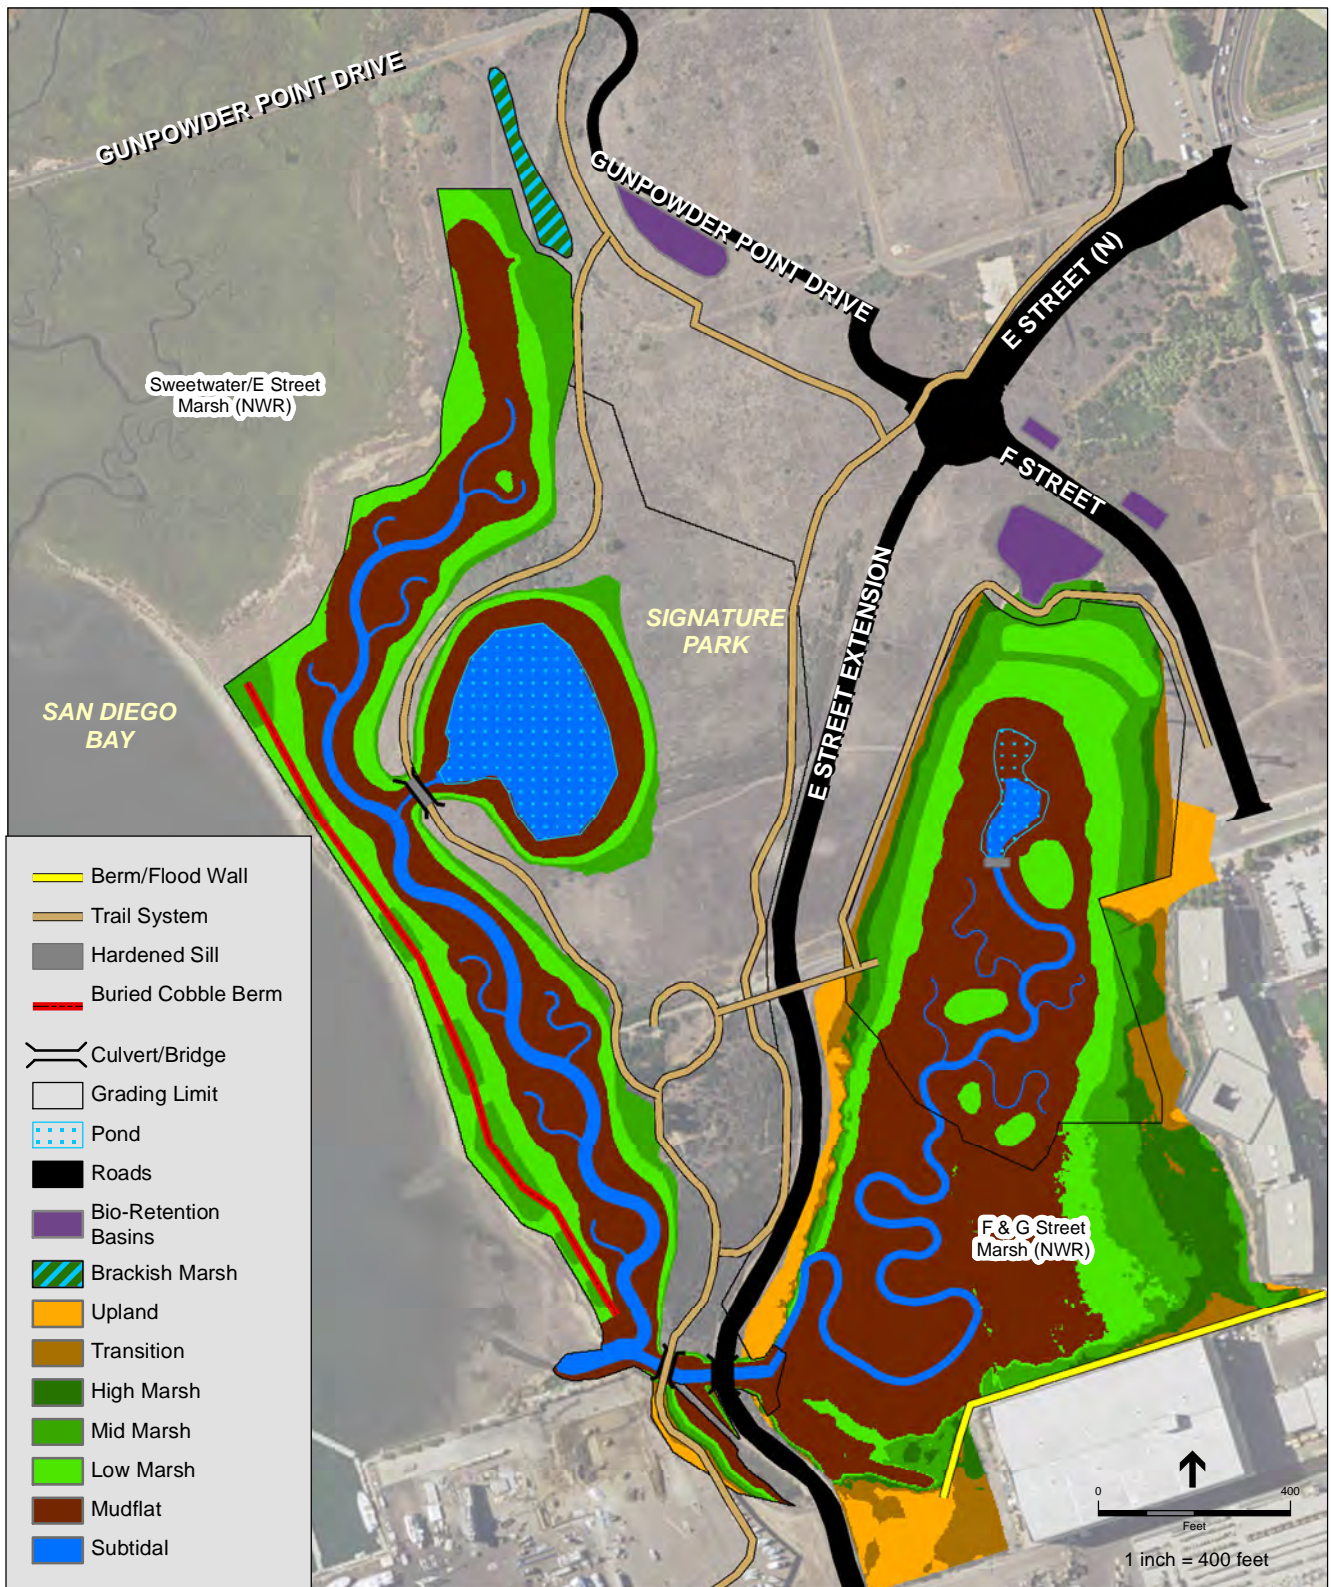 GUNPOWDER POINT DRIVE
GUNPOWDER POINT DRIVE
E STREET (N)
Sweetwater/E Street
Marsh (NWR)
F STREET
SIGNATURE
PARK
E STREET EXTENSION
SAN DIEGO
BAY
F & G Street
Marsh (NWR)
Berm/Flood Wall
Trail System
Hardened Sill
Buried Cobble Berm
Culvert/Bridge
Grading Limit
Pond
Roads
Bio-Retention
Basins
Brackish Marsh
Upland
Transition
High Marsh
Mid Marsh
Low Marsh
Mudflat
Subtidal
0 400
Feet
1 inch = 400 feet